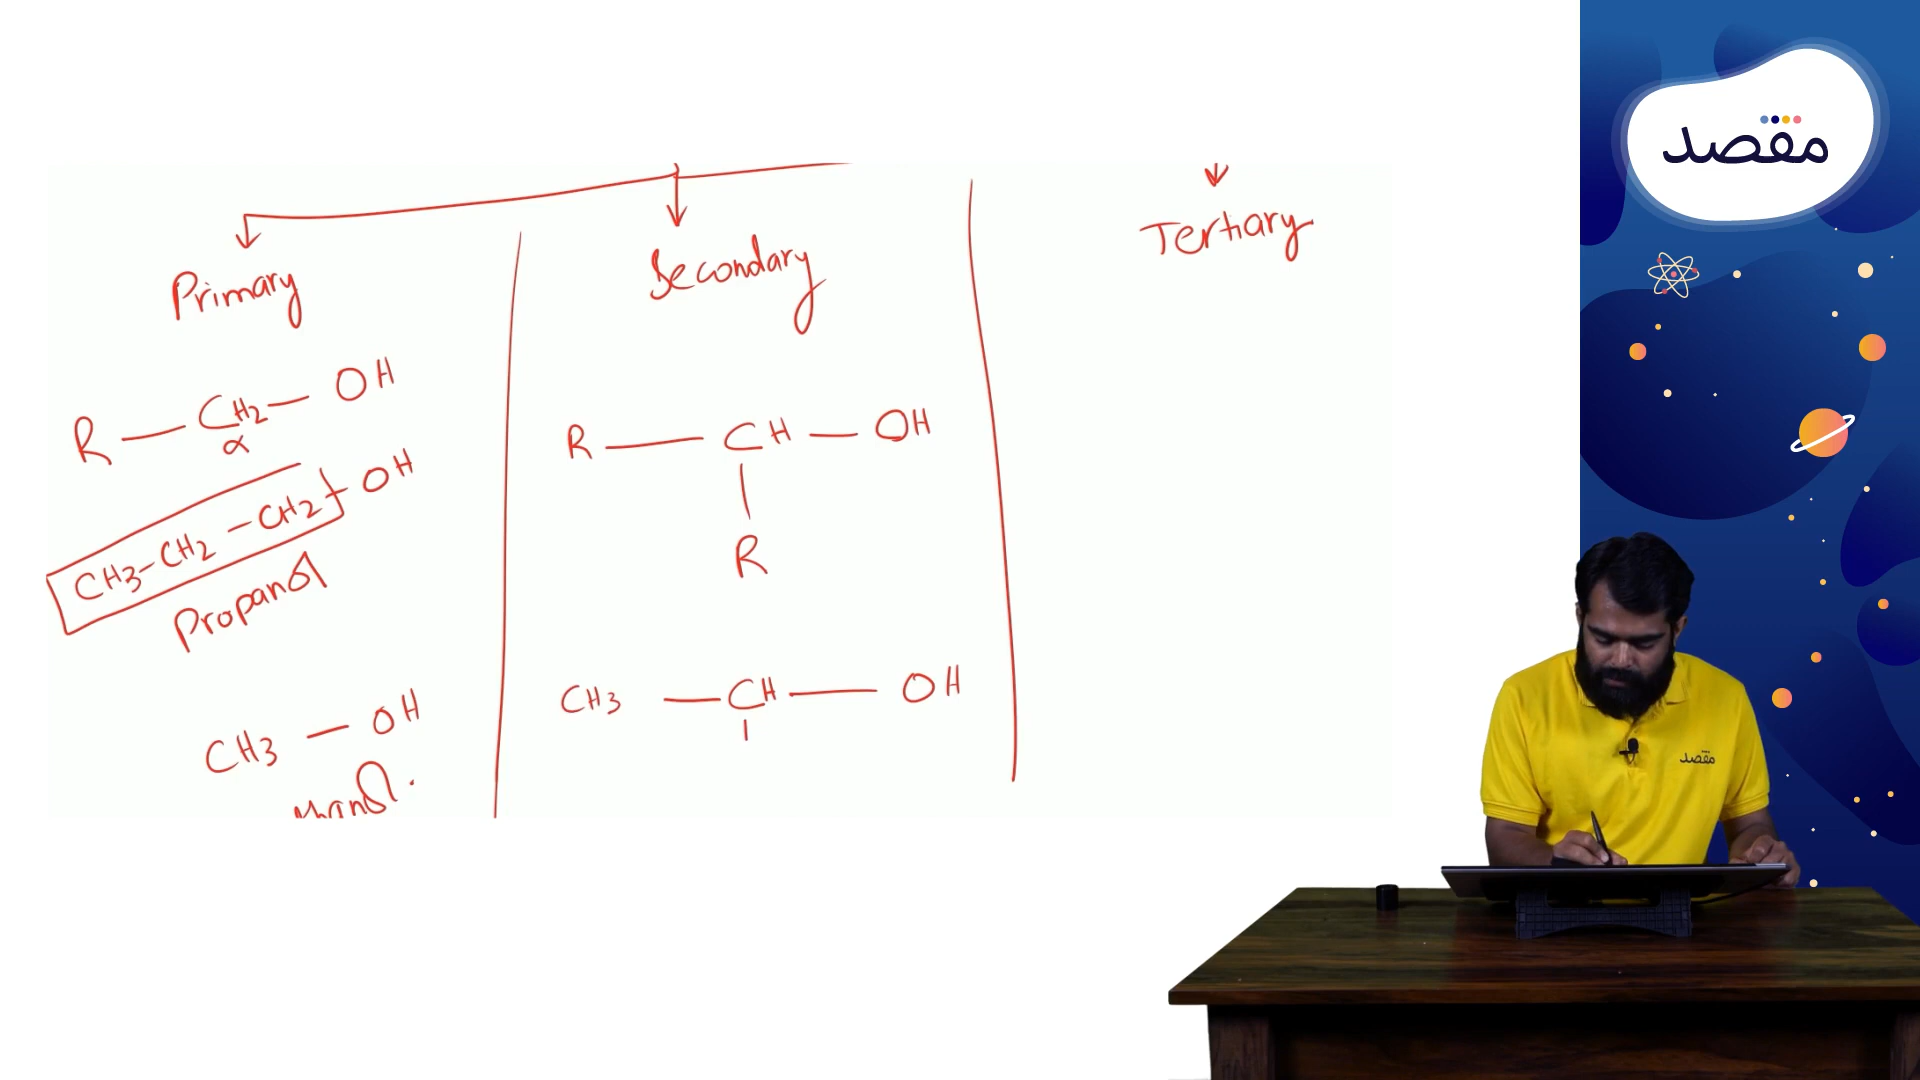 Primary
R — CH2 — OH
α
CH3 - CH2 - CH2 - OH
Propanol
CH3 — OH
Secondary
R — CH — OH
R
CH3 — CH — OH
Tertiary
مقصد
مقصد